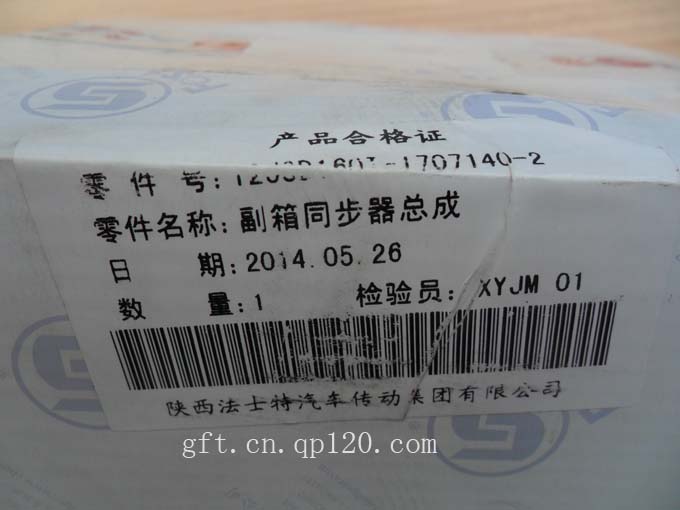 产品合格证
零件号:
1707140-2
零件名称:副箱同步器总成
日期:2014.05.26
数量:1 检验员: XYJM 01
陕西法士特汽车传动集团有限公司
gft.cn.qp120.com